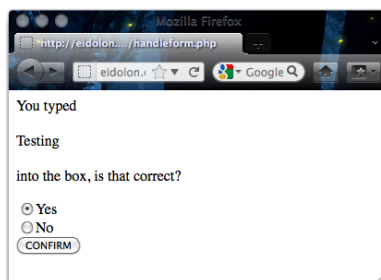 Mozilla Firefox
http://eidolon..../handleform.php
eidolon.
Google
You typed
Testing
into the box, is that correct?
Yes
No
CONFIRM